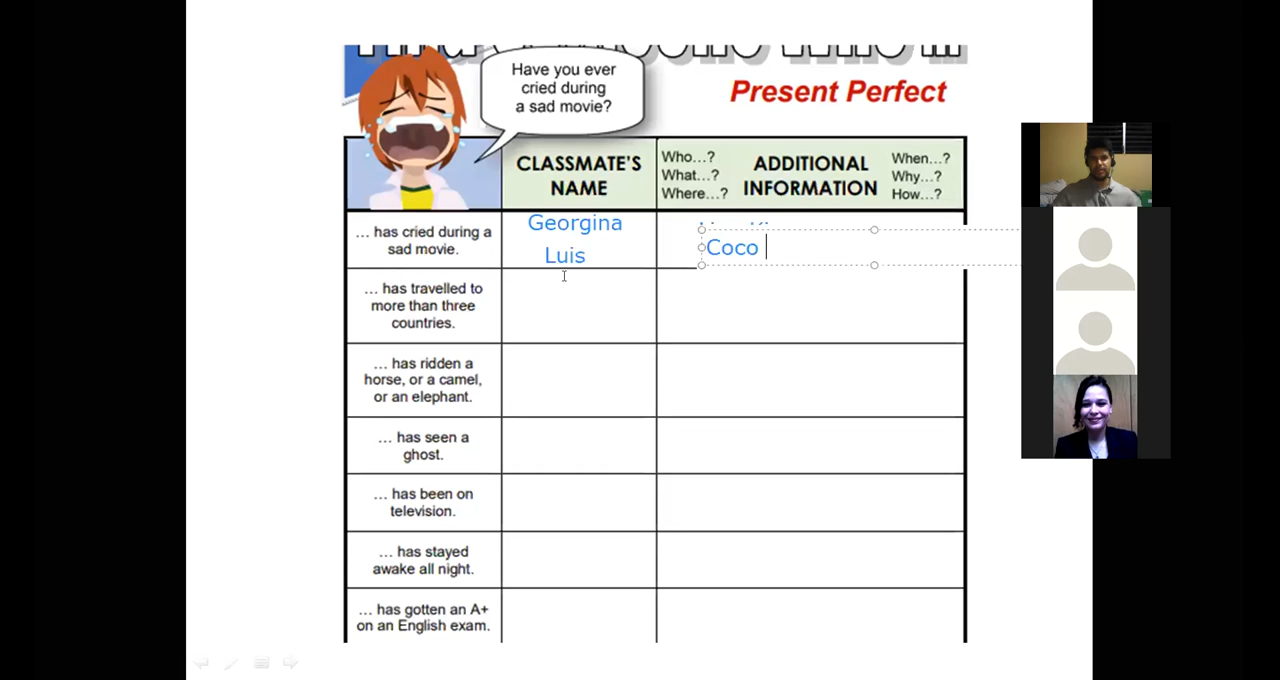 Have you ever
cried during
a sad movie?
Present Perfect
CLASSMATE'S
NAME
Who...?
What...?
Where...?
ADDITIONAL
INFORMATION
When...?
Why...?
How...?
... has cried during a
sad movie.
Georgina
Luis
Coco
... has travelled to
more than three
countries.
... has ridden a
horse, or a camel,
or an elephant.
... has seen a
ghost.
... has been on
television.
... has stayed
awake all night.
... has gotten an A+
on an English exam.